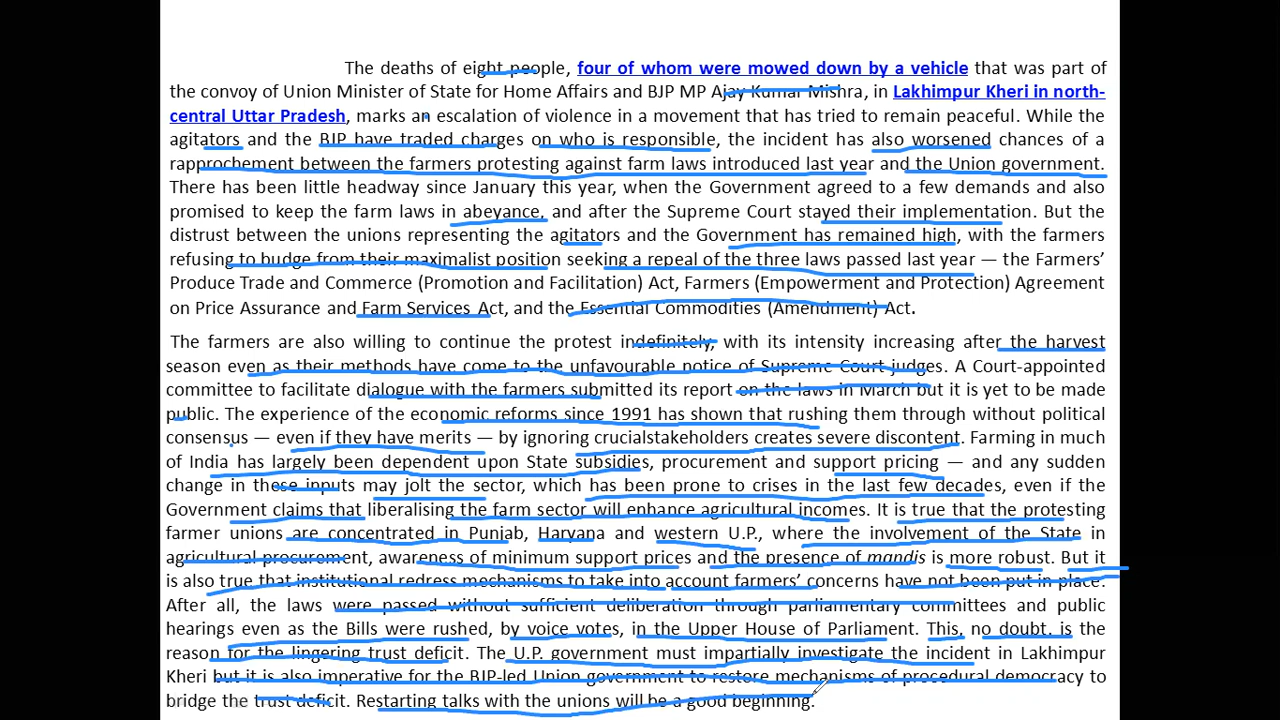 The deaths of eight people, four of whom were mowed down by a vehicle that was part of
the convoy of Union Minister of State for Home Affairs and BJP MP Ajay Kumar Mishra, in Lakhimpur Kheri in north-
central Uttar Pradesh, marks an escalation of violence in a movement that has tried to remain peaceful. While the
agitators and the BJP have traded charges on who is responsible, the incident has also worsened chances of a
rapprochement between the farmers protesting against farm laws introduced last year and the Union government.
There has been little headway since January this year, when the Government agreed to a few demands and also
promised to keep the farm laws in abeyance, and after the Supreme Court stayed their implementation. But the
distrust between the unions representing the agitators and the Government has remained high, with the farmers
refusing to budge from their maximalist position seeking a repeal of the three laws passed last year — the Farmers’
Produce Trade and Commerce (Promotion and Facilitation) Act, Farmers (Empowerment and Protection) Agreement
on Price Assurance and Farm Services Act, and the Essential Commodities (Amendment) Act.
The farmers are also willing to continue the protest indefinitely, with its intensity increasing after the harvest
season even as their methods have come to the unfavourable notice of Supreme Court judges. A Court-appointed
committee to facilitate dialogue with the farmers submitted its report on the laws in March but it is yet to be made
public. The experience of the economic reforms since 1991 has shown that rushing them through without political
consensus — even if they have merits — by ignoring crucialstakeholders creates severe discontent. Farming in much
of India has largely been dependent upon State subsidies, procurement and support pricing — and any sudden
change in these inputs may jolt the sector, which has been prone to crises in the last few decades, even if the
Government claims that liberalising the farm sector will enhance agricultural incomes. It is true that the protesting
farmer unions are concentrated in Punjab, Haryana and western U.P., where the involvement of the State in
agricultural procurement, awareness of minimum support prices and the presence of mandis is more robust. But it
is also true that institutional redress mechanisms to take into account farmers’ concerns have not been put in place.
After all, the laws were passed without sufficient deliberation through parliamentary committees and public
hearings even as the Bills were rushed, by voice votes, in the Upper House of Parliament. This, no doubt, is the
reason for the lingering trust deficit. The U.P. government must impartially investigate the incident in Lakhimpur
Kheri but it is also imperative for the BJP-led Union government to restore mechanisms of procedural democracy to
bridge the trust deficit. Restarting talks with the unions will be a good beginning.